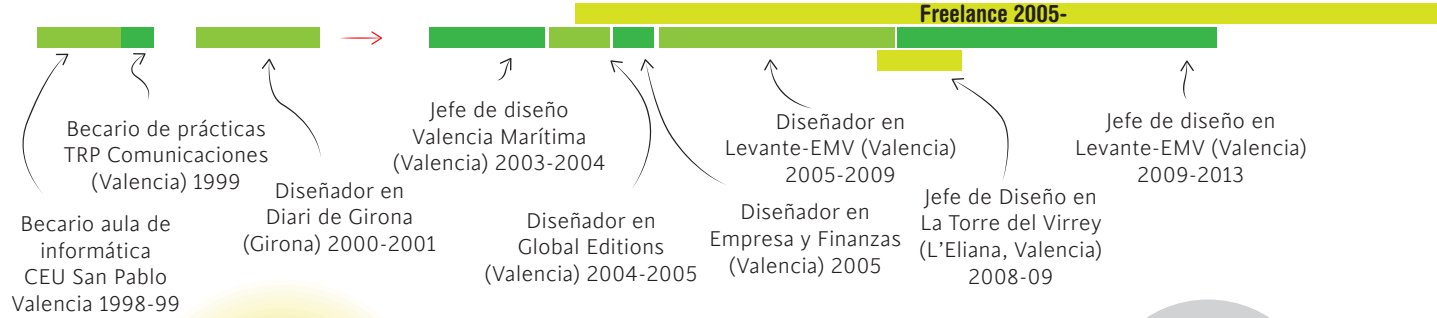 Freelance 2005-
Becario aula de
informática
CEU San Pablo
Valencia 1998-99
Becario de prácticas
TRP Comunicaciones
(Valencia) 1999
Diseñador en
Diari de Girona
(Girona) 2000-2001
Jefe de diseño
Valencia Marítima
(Valencia) 2003-2004
Diseñador en
Global Editions
(Valencia) 2004-2005
Diseñador en
Empresa y Finanzas
(Valencia) 2005
Diseñador en
Levante-EMV (Valencia)
2005-2009
Jefe de Diseño en
La Torre del Virrey
(L’Eliana, Valencia)
2008-09
Jefe de diseño en
Levante-EMV (Valencia)
2009-2013